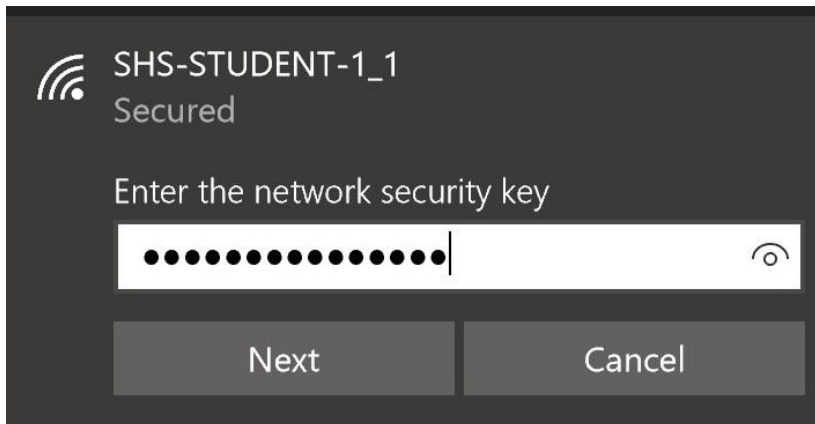 SHS-STUDENT-1_1
Secured
Enter the network security key
●●●●●●●●●●●●●●●
Next
Cancel